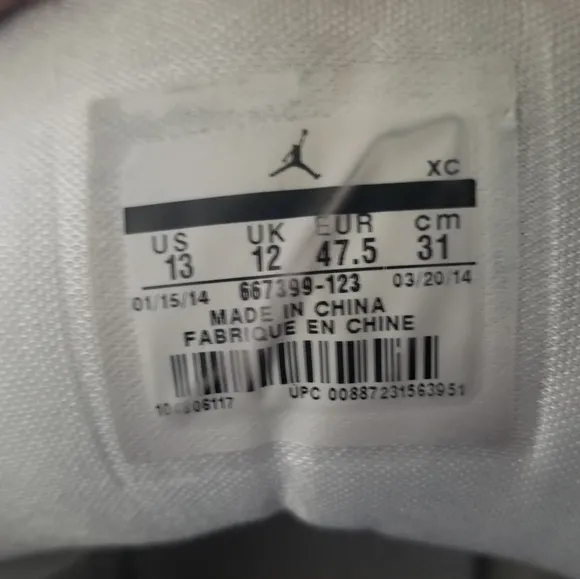 XC
US UK EUR cm
13 12 47.5 31
01/15/14 667399-123 03/20/14
MADE IN CHINA
FABRIQUE EN CHINE
UPC 00887231563951